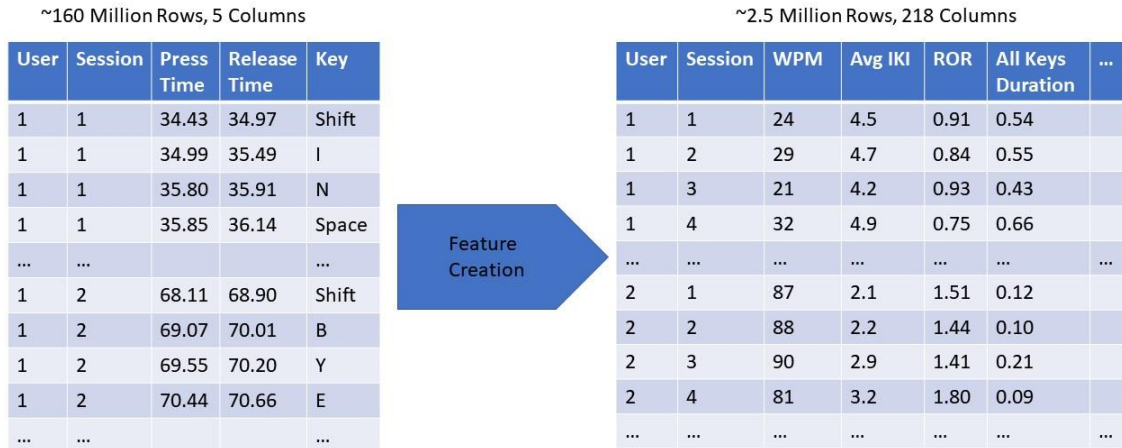 ~160 Million Rows, 5 Columns
User Session Press Time Release Time Key
1 1 34.43 34.97 Shift
1 1 34.99 35.49 I
1 1 35.80 35.91 N
1 1 35.85 36.14 Space
... ... ...
1 2 68.11 68.90 Shift
1 2 69.07 70.01 B
1 2 69.55 70.20 Y
1 2 70.44 70.66 E
... ... ...
Feature
Creation
~2.5 Million Rows, 218 Columns
User Session WPM Avg IKI ROR All Keys Duration ...
1 1 24 4.5 0.91 0.54
1 2 29 4.7 0.84 0.55
1 3 21 4.2 0.93 0.43
1 4 32 4.9 0.75 0.66
... ... ... ... ... ... ...
2 1 87 2.1 1.51 0.12
2 2 88 2.2 1.44 0.10
2 3 90 2.9 1.41 0.21
2 4 81 3.2 1.80 0.09
... ... ... ... ... ... ...